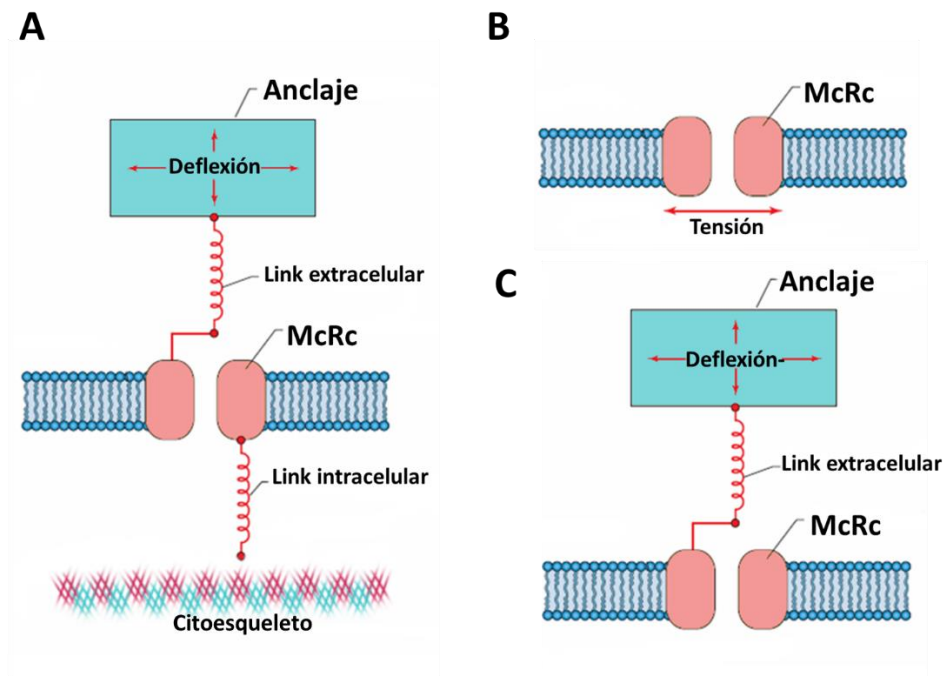 A
Anclaje
Deflexión
Link extracelular
McRc
Link intracelular
Citoesqueleto
B
McRc
Tensión
C
Anclaje
Deflexión-
Link extracelular
McRc